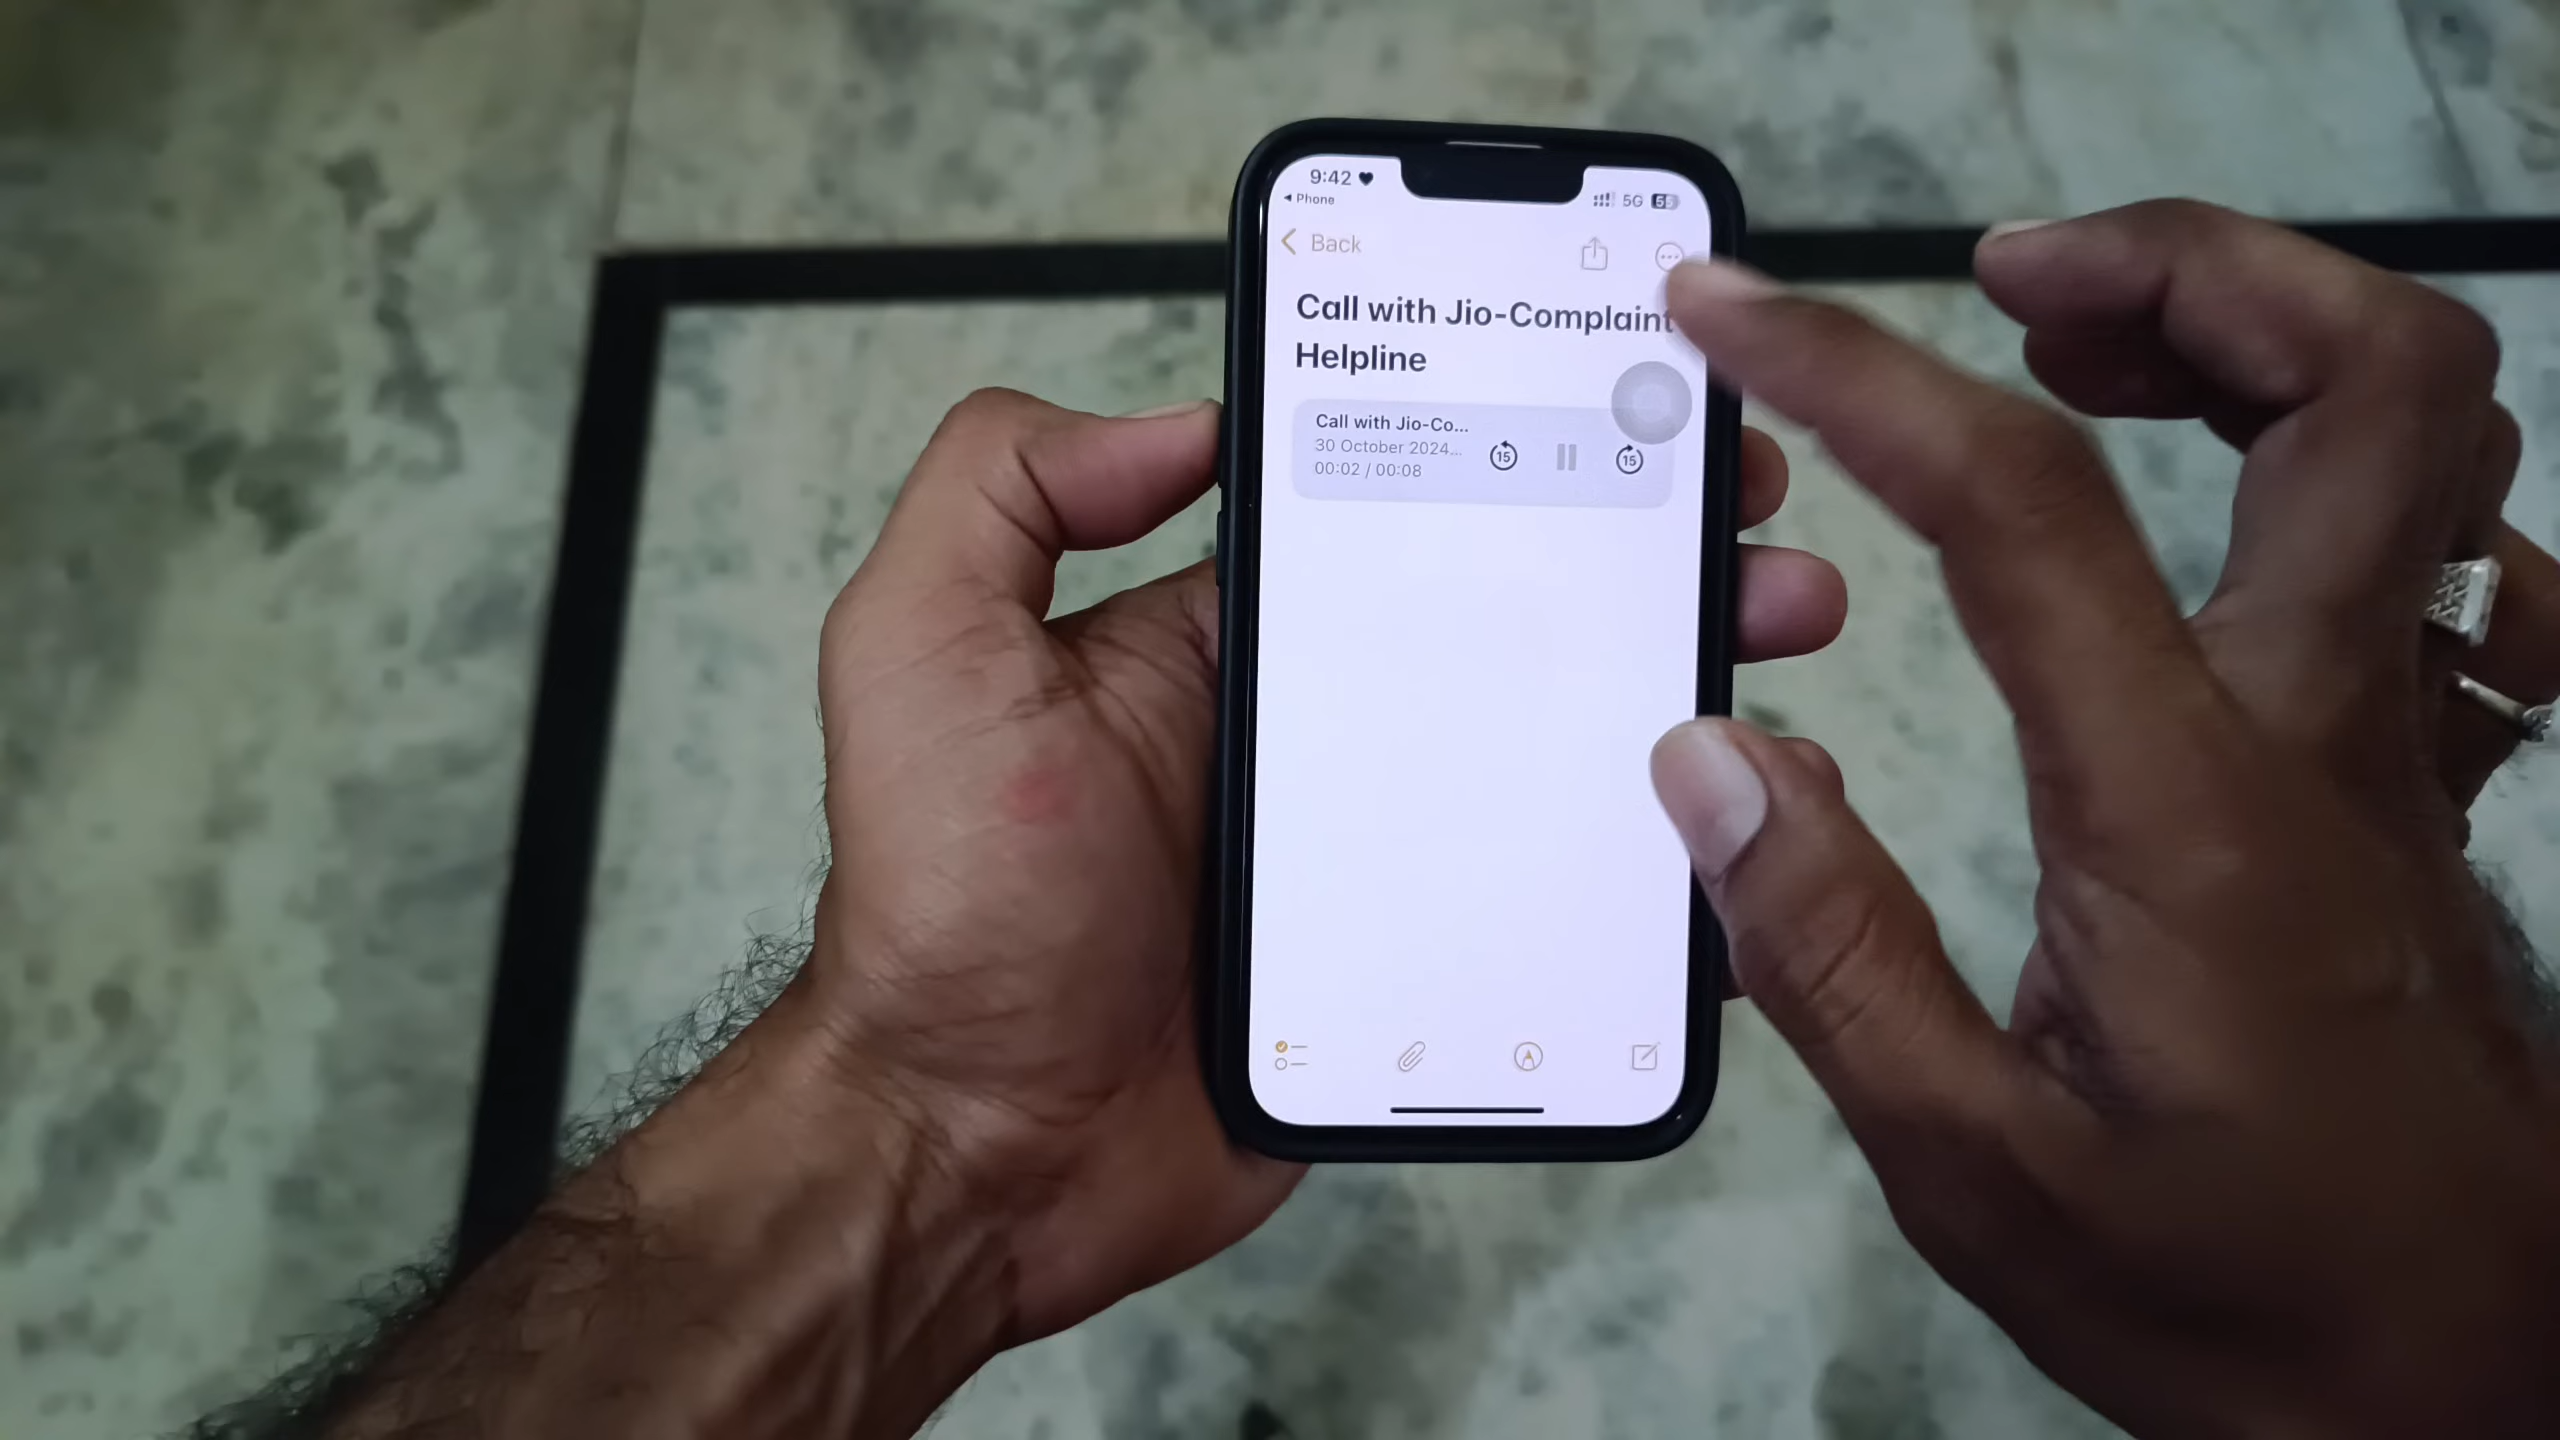 9:42
Phone
5G
Back
Call with Jio-Complaint
Helpline
Call with Jio-Co...
30 October 2024...
00:02 / 00:08
15
15